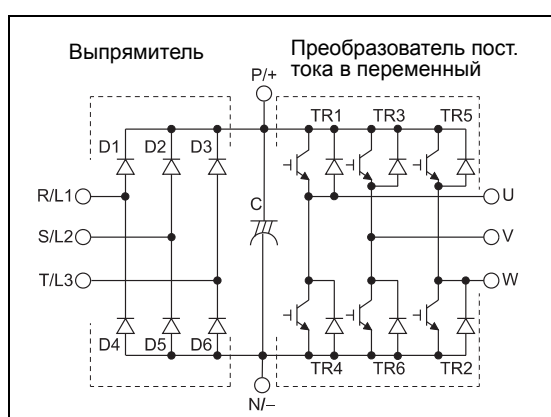 Выпрямитель
Преобразователь пост.
тока в переменный
P/+
TR1 TR3 TR5
D1 D2 D3
R/L1
U
C
S/L2
V
T/L3
W
D4 D5 D6
TR4 TR6 TR2
N/–